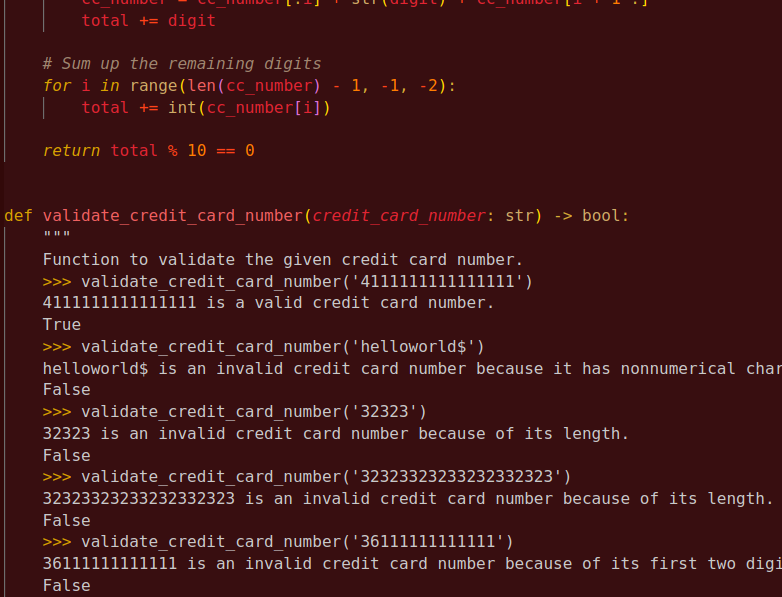 cc_number = cc_number[:i] + str(digit) + cc_number[i + 1 :]
total += digit
# Sum up the remaining digits
for i in range(len(cc_number) - 1, -1, -2):
total += int(cc_number[i])
return total % 10 == 0
def validate_credit_card_number(credit_card_number: str) -> bool:
"""
Function to validate the given credit card number.
>>> validate_credit_card_number('4111111111111111')
4111111111111111 is a valid credit card number.
True
>>> validate_credit_card_number('helloworld$')
helloworld$ is an invalid credit card number because it has nonnumerical char
False
>>> validate_credit_card_number('32323')
32323 is an invalid credit card number because of its length.
False
>>> validate_credit_card_number('32323323233232332323')
32323323233232332323 is an invalid credit card number because of its length.
False
>>> validate_credit_card_number('36111111111111')
36111111111111 is an invalid credit card number because of its first two digi
False